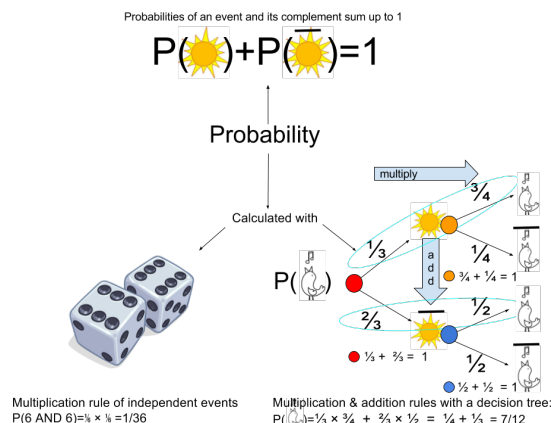 Probabilities of an event and its complement sum up to 1
P( )+P( )=1
Probability
multiply
Calculated with
P( )
⅓
¾
¼
add
¾ + ¼ = 1
⅔
½
½
⅓ + ⅔ = 1
½ + ½ = 1
Multiplication rule of independent events
P(6 AND 6)=⅙ × ⅙ =1/36
Multiplication & addition rules with a decision tree:
P( )=⅓ × ¾ + ⅔ × ½ = ¼ + ⅓ = 7/12